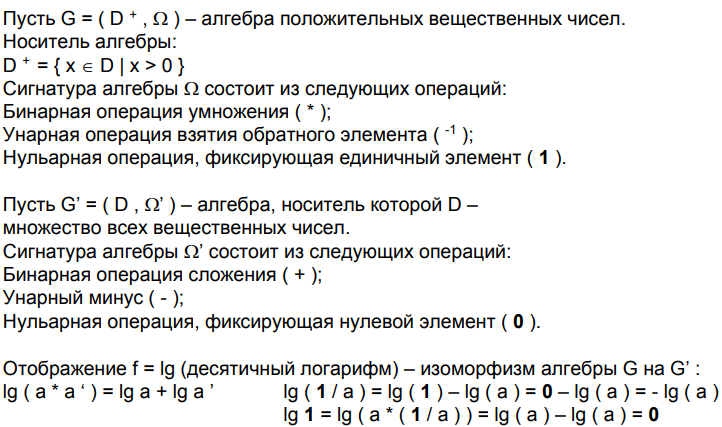 Пусть G = ( D + , Ω ) – алгебра положительных вещественных чисел.
Носитель алгебры:
D + = { x ∈ D | x > 0 }
Сигнатура алгебры Ω состоит из следующих операций:
Бинарная операция умножения ( * );
Унарная операция взятия обратного элемента ( -1 );
Нульарная операция, фиксирующая единичный элемент ( 1 ).
Пусть G’ = ( D , Ω’ ) – алгебра, носитель которой D –
множество всех вещественных чисел.
Сигнатура алгебры Ω’ состоит из следующих операций:
Бинарная операция сложения ( + );
Унарный минус ( - );
Нульарная операция, фиксирующая нулевой элемент ( 0 ).
Отображение f = lg (десятичный логарифм) – изоморфизм алгебры G на G’ :
lg ( a * a ‘ ) = lg a + lg a ’ lg ( 1 / a ) = lg ( 1 ) – lg ( a ) = 0 – lg ( a ) = - lg ( a )
lg 1 = lg ( a * ( 1 / a ) ) = lg ( a ) – lg ( a ) = 0